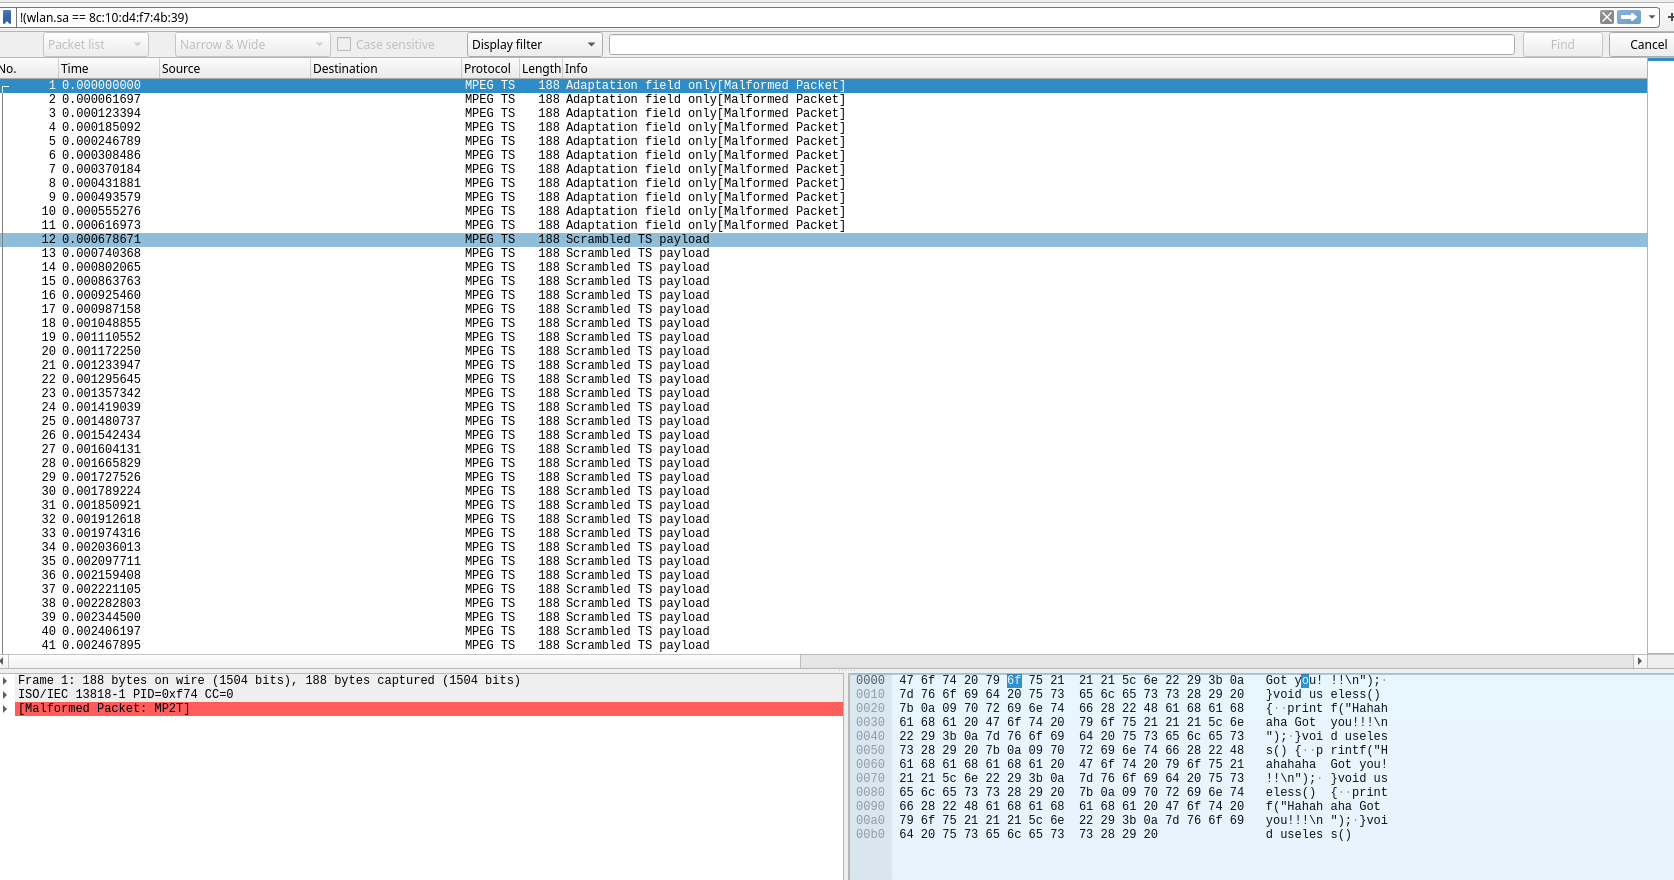 !(wlan.sa == 8c:10:d4:f7:4b:39)
Packet list Narrow & Wide Case sensitive Display filter Find Cancel
No. Time Source Destination Protocol Length Info
1 0.000000000 MPEG TS 188 Adaptation field only[Malformed Packet]
2 0.000061697 MPEG TS 188 Adaptation field only[Malformed Packet]
3 0.000123394 MPEG TS 188 Adaptation field only[Malformed Packet]
4 0.000185092 MPEG TS 188 Adaptation field only[Malformed Packet]
5 0.000246789 MPEG TS 188 Adaptation field only[Malformed Packet]
6 0.000308486 MPEG TS 188 Adaptation field only[Malformed Packet]
7 0.000370184 MPEG TS 188 Adaptation field only[Malformed Packet]
8 0.000431881 MPEG TS 188 Adaptation field only[Malformed Packet]
9 0.000493579 MPEG TS 188 Adaptation field only[Malformed Packet]
10 0.000555276 MPEG TS 188 Adaptation field only[Malformed Packet]
11 0.000616973 MPEG TS 188 Adaptation field only[Malformed Packet]
12 0.000678671 MPEG TS 188 Scrambled TS payload
13 0.000740368 MPEG TS 188 Scrambled TS payload
14 0.000802065 MPEG TS 188 Scrambled TS payload
15 0.000863763 MPEG TS 188 Scrambled TS payload
16 0.000925460 MPEG TS 188 Scrambled TS payload
17 0.000987158 MPEG TS 188 Scrambled TS payload
18 0.001048855 MPEG TS 188 Scrambled TS payload
19 0.001110552 MPEG TS 188 Scrambled TS payload
20 0.001172250 MPEG TS 188 Scrambled TS payload
21 0.001233947 MPEG TS 188 Scrambled TS payload
22 0.001295645 MPEG TS 188 Scrambled TS payload
23 0.001357342 MPEG TS 188 Scrambled TS payload
24 0.001419039 MPEG TS 188 Scrambled TS payload
25 0.001480737 MPEG TS 188 Scrambled TS payload
26 0.001542434 MPEG TS 188 Scrambled TS payload
27 0.001604131 MPEG TS 188 Scrambled TS payload
28 0.001665829 MPEG TS 188 Scrambled TS payload
29 0.001727526 MPEG TS 188 Scrambled TS payload
30 0.001789224 MPEG TS 188 Scrambled TS payload
31 0.001850921 MPEG TS 188 Scrambled TS payload
32 0.001912618 MPEG TS 188 Scrambled TS payload
33 0.001974316 MPEG TS 188 Scrambled TS payload
34 0.002036013 MPEG TS 188 Scrambled TS payload
35 0.002097711 MPEG TS 188 Scrambled TS payload
36 0.002159408 MPEG TS 188 Scrambled TS payload
37 0.002221105 MPEG TS 188 Scrambled TS payload
38 0.002282803 MPEG TS 188 Scrambled TS payload
39 0.002344500 MPEG TS 188 Scrambled TS payload
40 0.002406197 MPEG TS 188 Scrambled TS payload
41 0.002467895 MPEG TS 188 Scrambled TS payload
Frame 1: 188 bytes on wire (1504 bits), 188 bytes captured (1504 bits)
ISO/IEC 13818-1 PID=0xf74 CC=0
[Malformed Packet: MP2T]
0000 47 6f 74 20 79 6f 75 21 21 21 5c 6e 22 29 3b 0a Got you! !!\n");·
0010 7d 76 6f 69 64 20 75 73 65 6c 65 73 73 28 29 20 }void us eless()
0020 7b 0a 09 70 72 69 6e 74 66 28 22 48 61 68 61 68 {··print f("Hahah
0030 61 68 61 20 47 6f 74 20 79 6f 75 21 21 21 5c 6e aha Got you!!!\n
0040 22 29 3b 0a 7d 76 6f 69 64 20 75 73 65 6c 65 73 ");·}voi d useles
0050 73 28 29 20 7b 0a 09 70 72 69 6e 74 66 28 22 48 s() {··p rintf("H
0060 61 68 61 68 61 68 61 20 47 6f 74 20 79 6f 75 21 ahahaha Got you!
0070 21 21 5c 6e 22 29 3b 0a 7d 76 6f 69 64 20 75 73 !!\n");· }void us
0080 65 6c 65 73 73 28 29 20 7b 0a 09 70 72 69 6e 74 eless() {··print
0090 66 28 22 48 61 68 61 68 61 68 61 20 47 6f 74 20 f("Hahah aha Got
00a0 79 6f 75 21 21 21 5c 6e 22 29 3b 0a 7d 76 6f 69 you!!!\n ");·}voi
00b0 64 20 75 73 65 6c 65 73 73 28 29 20 d useles s()